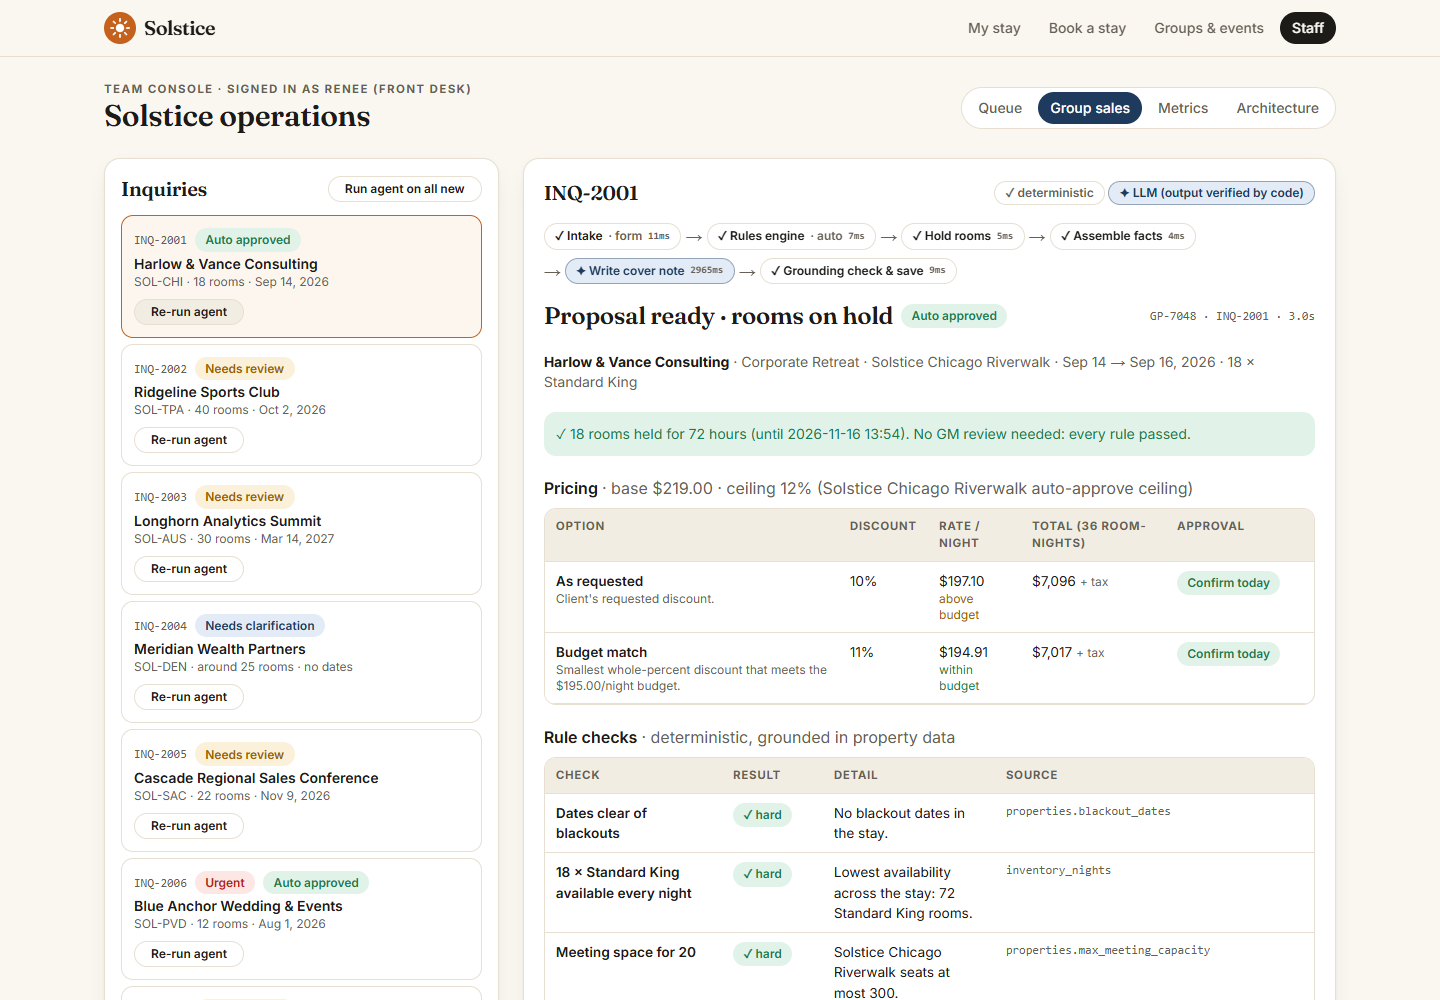 Solstice
My stay
Book a stay
Groups & events
Staff
TEAM CONSOLE · SIGNED IN AS RENEE (FRONT DESK)
Solstice operations
Queue
Group sales
Metrics
Architecture
Inquiries
Run agent on all new
INQ-2001 Auto approved
Harlow & Vance Consulting
SOL-CHI · 18 rooms · Sep 14, 2026
Re-run agent
INQ-2002 Needs review
Ridgeline Sports Club
SOL-TPA · 40 rooms · Oct 2, 2026
Re-run agent
INQ-2003 Needs review
Longhorn Analytics Summit
SOL-AUS · 30 rooms · Mar 14, 2027
Re-run agent
INQ-2004 Needs clarification
Meridian Wealth Partners
SOL-DEN · around 25 rooms · no dates
Re-run agent
INQ-2005 Needs review
Cascade Regional Sales Conference
SOL-SAC · 22 rooms · Nov 9, 2026
Re-run agent
INQ-2006 Urgent Auto approved
Blue Anchor Wedding & Events
SOL-PVD · 12 rooms · Aug 1, 2026
Re-run agent
INQ-2001
✓ deterministic
✦ LLM (output verified by code)
✓ Intake · form 11ms → ✓ Rules engine · auto 7ms → ✓ Hold rooms 5ms → ✓ Assemble facts 4ms
→ ✦ Write cover note 2965ms → ✓ Grounding check & save 9ms
Proposal ready · rooms on hold Auto approved
GP-7048 · INQ-2001 · 3.0s
Harlow & Vance Consulting · Corporate Retreat · Solstice Chicago Riverwalk · Sep 14 → Sep 16, 2026 · 18 ×
Standard King
✓ 18 rooms held for 72 hours (until 2026-11-16 13:54). No GM review needed: every rule passed.
Pricing · base $219.00 · ceiling 12% (Solstice Chicago Riverwalk auto-approve ceiling)
OPTION
DISCOUNT
RATE /
NIGHT
TOTAL (36 ROOM-
NIGHTS)
APPROVAL
As requested
Client's requested discount.
10%
$197.10
above
budget
$7,096 + tax
Confirm today
Budget match
Smallest whole-percent discount that meets the
$195.00/night budget.
11%
$194.91
within
budget
$7,017 + tax
Confirm today
Rule checks · deterministic, grounded in property data
CHECK
RESULT
DETAIL
SOURCE
Dates clear of
blackouts
✓ hard
No blackout dates in
the stay.
properties.blackout_dates
18 × Standard King
available every night
✓ hard
Lowest availability
across the stay: 72
Standard King rooms.
inventory_nights
Meeting space for 20
✓ hard
Solstice Chicago
Riverwalk seats at
most 300.
properties.max_meeting_capacity